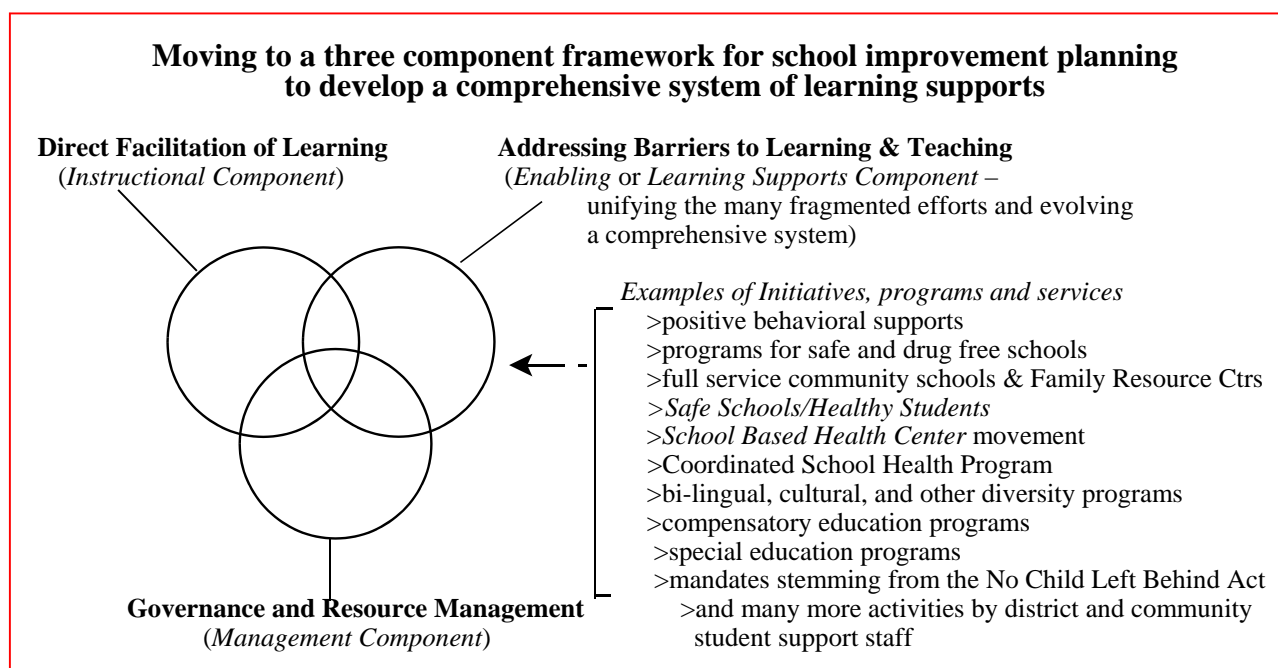 Moving to a three component framework for school improvement planning
to develop a comprehensive system of learning supports
Direct Facilitation of Learning
(Instructional Component)
Addressing Barriers to Learning & Teaching
(Enabling or Learning Supports Component –
unifying the many fragmented efforts and evolving
a comprehensive system)
Examples of Initiatives, programs and services
>positive behavioral supports
>programs for safe and drug free schools
>full service community schools & Family Resource Ctrs
>Safe Schools/Healthy Students
>School Based Health Center movement
>Coordinated School Health Program
>bi-lingual, cultural, and other diversity programs
>compensatory education programs
>special education programs
>mandates stemming from the No Child Left Behind Act
>and many more activities by district and community
student support staff
Governance and Resource Management
(Management Component)